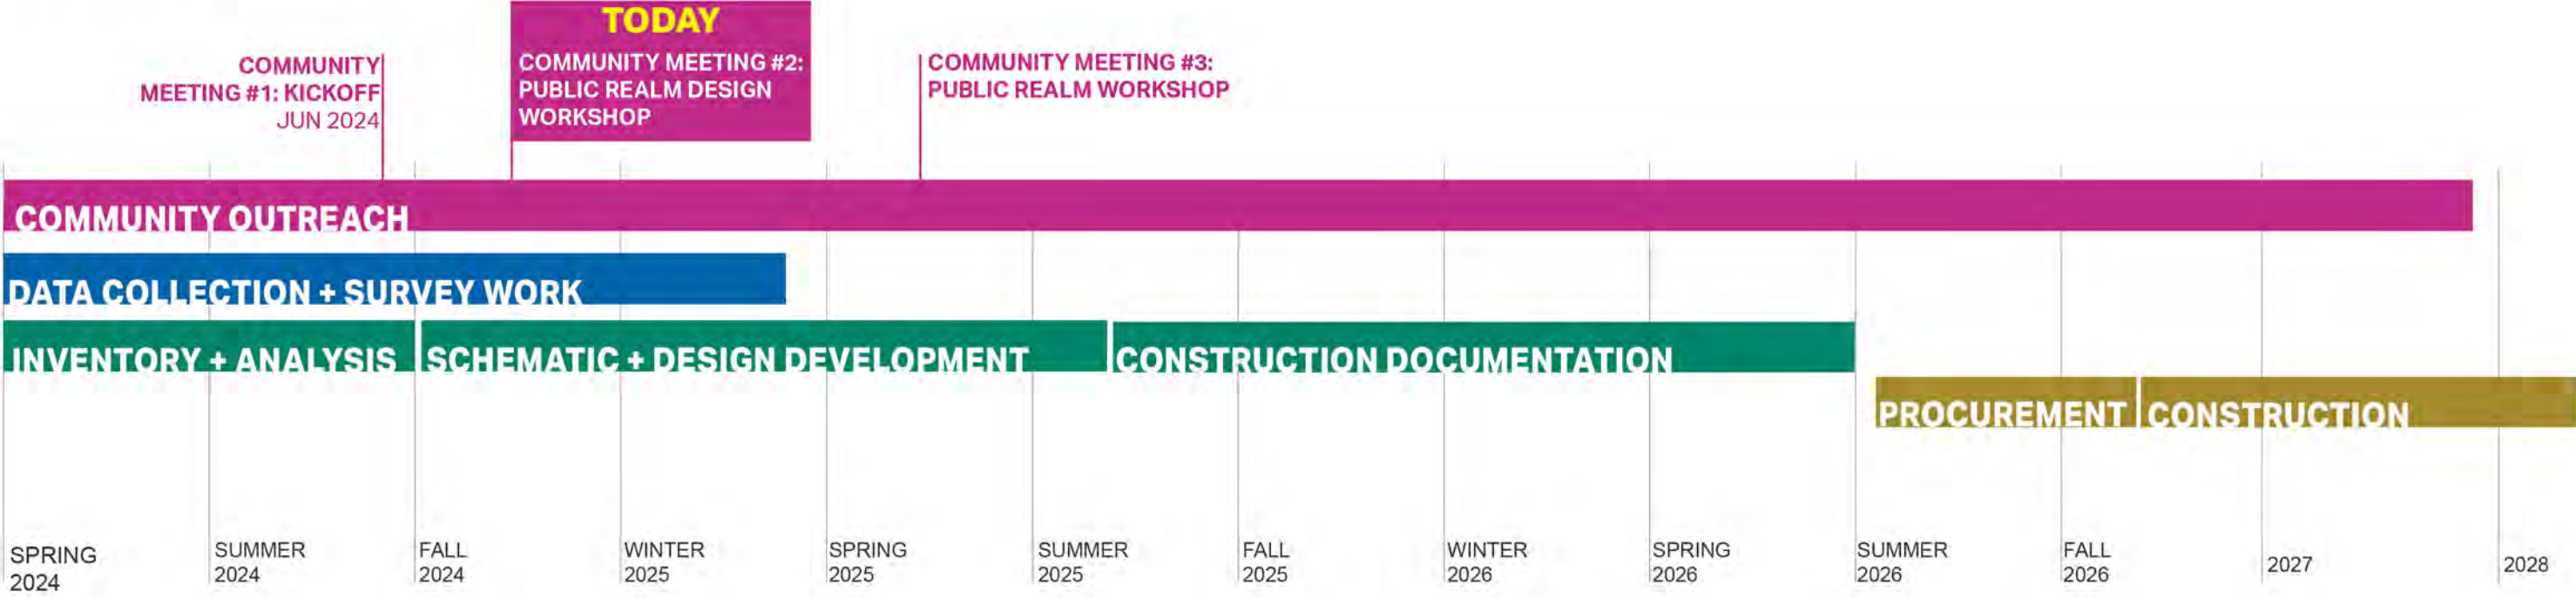 TODAY
COMMUNITY
MEETING #1: KICKOFF
JUN 2024
COMMUNITY MEETING #2:
PUBLIC REALM DESIGN
WORKSHOP
COMMUNITY MEETING #3:
PUBLIC REALM WORKSHOP
COMMUNITY OUTREACH
DATA COLLECTION + SURVEY WORK
INVENTORY + ANALYSIS
SCHEMATIC + DESIGN DEVELOPMENT
CONSTRUCTION DOCUMENTATION
PROCUREMENT
CONSTRUCTION
SPRING
2024
SUMMER
2024
FALL
2024
WINTER
2025
SPRING
2025
SUMMER
2025
FALL
2025
WINTER
2026
SPRING
2026
SUMMER
2026
FALL
2026
2027
2028